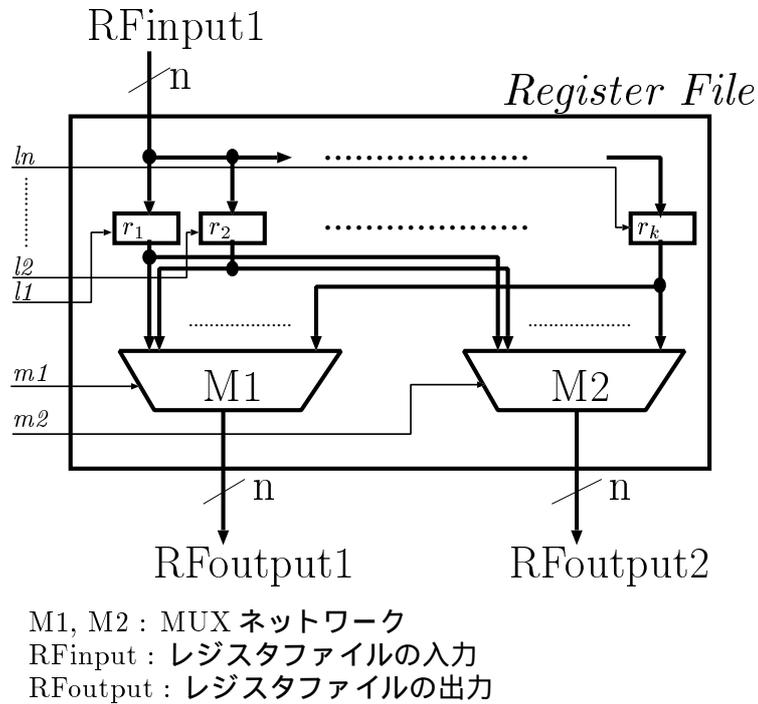 RFinput1
n
Register File
ln
r1
r2
rk
l2
l1
m1
M1
M2
m2
n
n
RFoutput1
RFoutput2
M1, M2 : MUX ネットワーク
RFinput : レジスタファイルの入力
RFoutput : レジスタファイルの出力